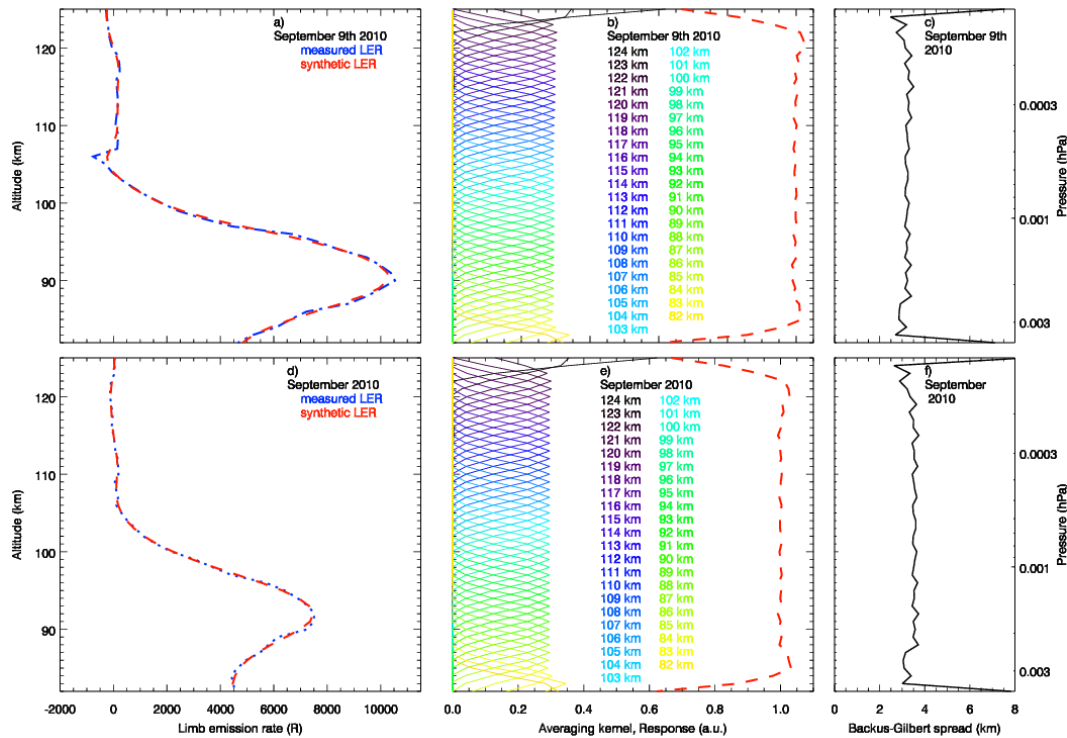 a)
September 9th 2010
measured LER
synthetic LER
120
110
100
90
Altitude (km)
b)
September 9th 2010
124 km 102 km
123 km 101 km
122 km 100 km
121 km 99 km
120 km 98 km
119 km 97 km
118 km 96 km
117 km 95 km
116 km 94 km
115 km 93 km
114 km 92 km
113 km 91 km
112 km 90 km
111 km 89 km
110 km 88 km
109 km 87 km
108 km 86 km
107 km 85 km
106 km 84 km
105 km 83 km
104 km 82 km
103 km
c)
September 9th
2010
0.0003
0.001
0.003
Pressure (hPa)
d)
September 2010
measured LER
synthetic LER
120
110
100
90
Altitude (km)
-2000 0 2000 4000 6000 8000 10000
Limb emission rate (R)
e)
September 2010
124 km 102 km
123 km 101 km
122 km 100 km
121 km 99 km
120 km 98 km
119 km 97 km
118 km 96 km
117 km 95 km
116 km 94 km
115 km 93 km
114 km 92 km
113 km 91 km
112 km 90 km
111 km 89 km
110 km 88 km
109 km 87 km
108 km 86 km
107 km 85 km
106 km 84 km
105 km 83 km
104 km 82 km
103 km
0.0 0.2 0.4 0.6 0.8 1.0
Averaging kernel, Response (a.u.)
f)
September
2010
0.0003
0.001
0.003
Pressure (hPa)
0 2 4 6 8
Backus-Gilbert spread (km)